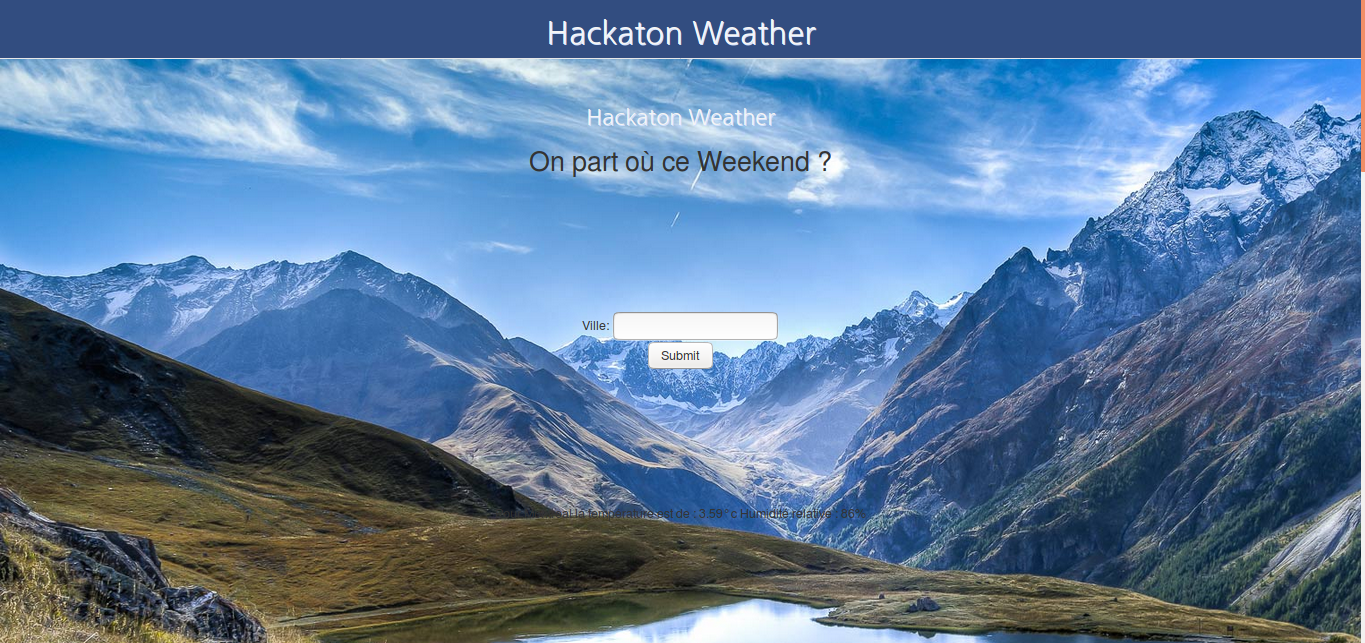 Hackaton Weather
Hackaton Weather
On part où ce Weekend ?
Ville:
Submit
la température est de : 3.59° c Humidité relative : 86%